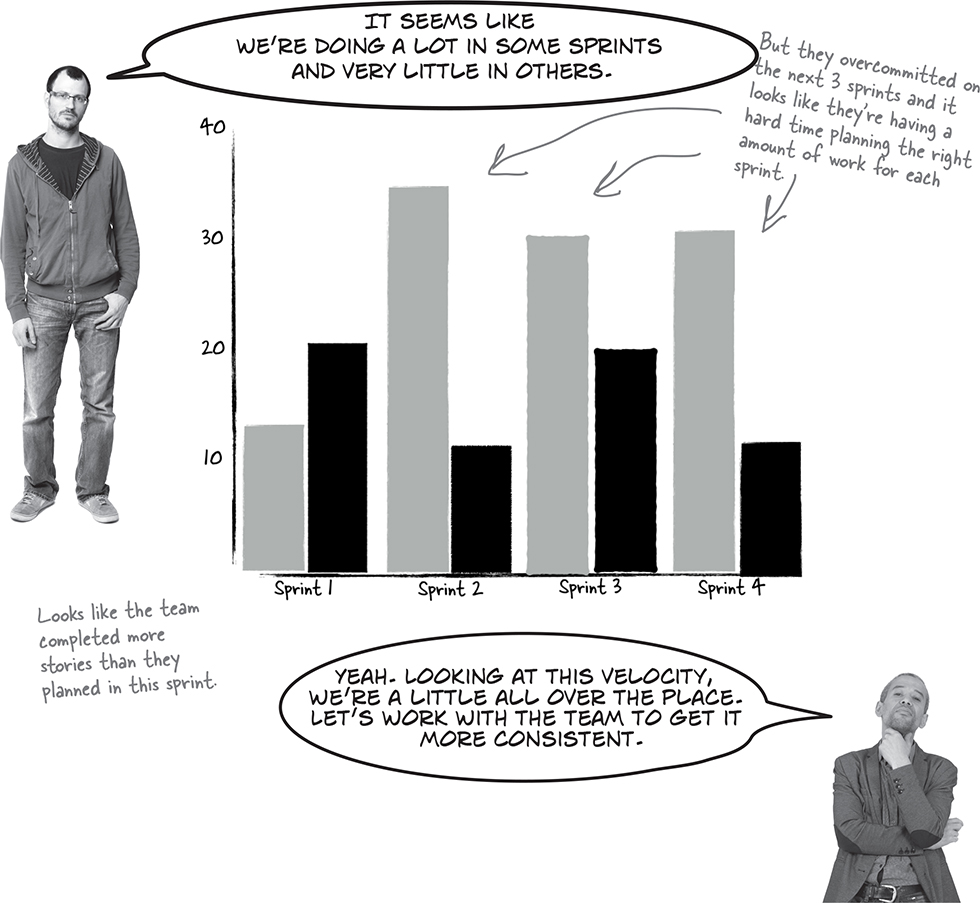 IT SEEMS LIKE
WE'RE DOING A LOT IN SOME SPRINTS
AND VERY LITTLE IN OTHERS.
But they overcommitted on
the next 3 sprints and it
looks like they're having a
hard time planning the right
amount of work for each
sprint.
40
30
20
10
Sprint 1
Sprint 2
Sprint 3
Sprint 4
Looks like the team
completed more
stories than they
planned in this sprint.
YEAH. LOOKING AT THIS VELOCITY,
WE'RE A LITTLE ALL OVER THE PLACE.
LET'S WORK WITH THE TEAM TO GET IT
MORE CONSISTENT.